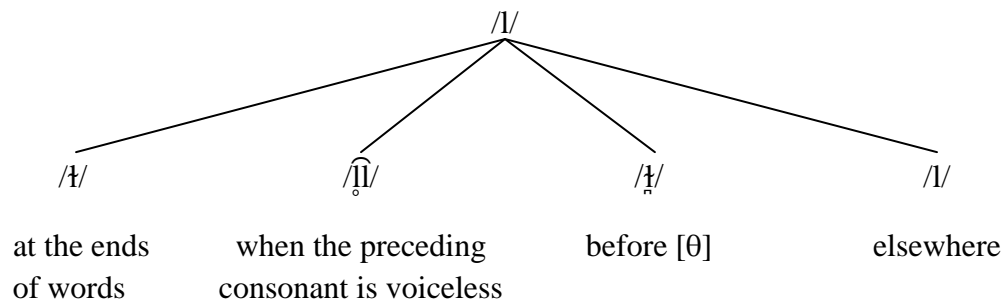 /l/
/ɫ/ /l̥͡l/ /ɫ̪/ /l/
at the ends when the preceding before [θ] elsewhere
of words consonant is voiceless